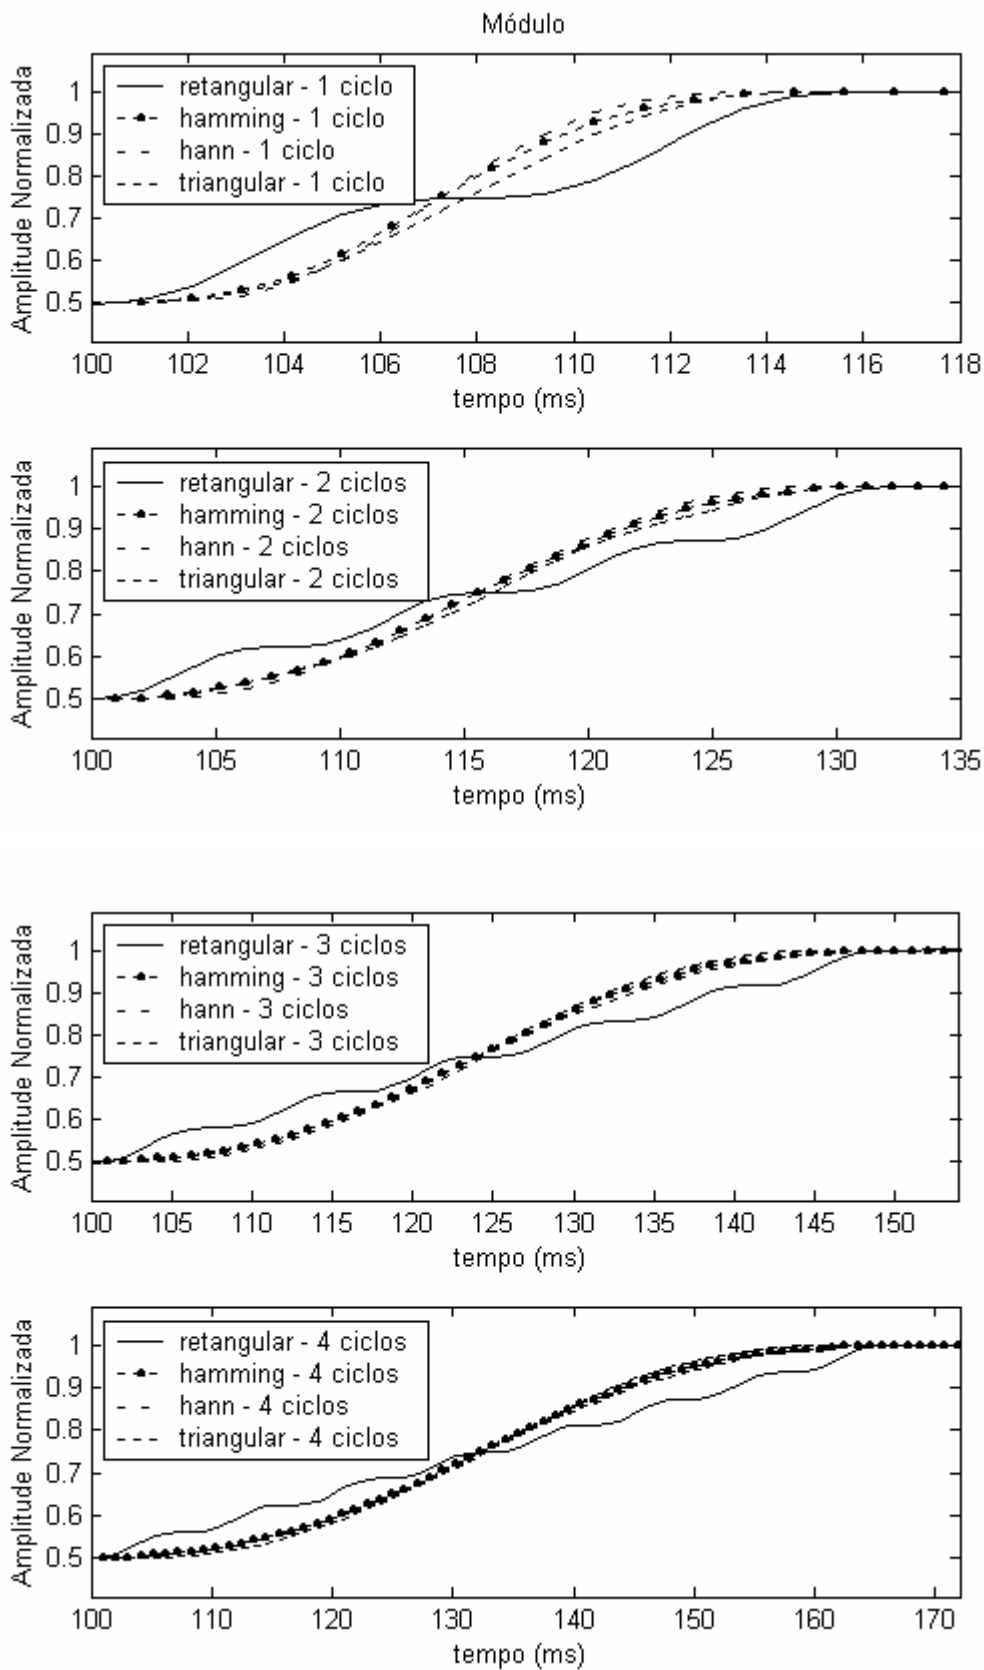 Módulo
Amplitude Normalizada
1
0.9
0.8
0.7
0.6
0.5
retangular - 1 ciclo
hamming - 1 ciclo
hann - 1 ciclo
triangular - 1 ciclo
100 102 104 106 108 110 112 114 116 118
tempo (ms)
Amplitude Normalizada
1
0.9
0.8
0.7
0.6
0.5
retangular - 2 ciclos
hamming - 2 ciclos
hann - 2 ciclos
triangular - 2 ciclos
100 105 110 115 120 125 130 135
tempo (ms)
Amplitude Normalizada
1
0.9
0.8
0.7
0.6
0.5
retangular - 3 ciclos
hamming - 3 ciclos
hann - 3 ciclos
triangular - 3 ciclos
100 105 110 115 120 125 130 135 140 145 150
tempo (ms)
Amplitude Normalizada
1
0.9
0.8
0.7
0.6
0.5
retangular - 4 ciclos
hamming - 4 ciclos
hann - 4 ciclos
triangular - 4 ciclos
100 110 120 130 140 150 160 170
tempo (ms)